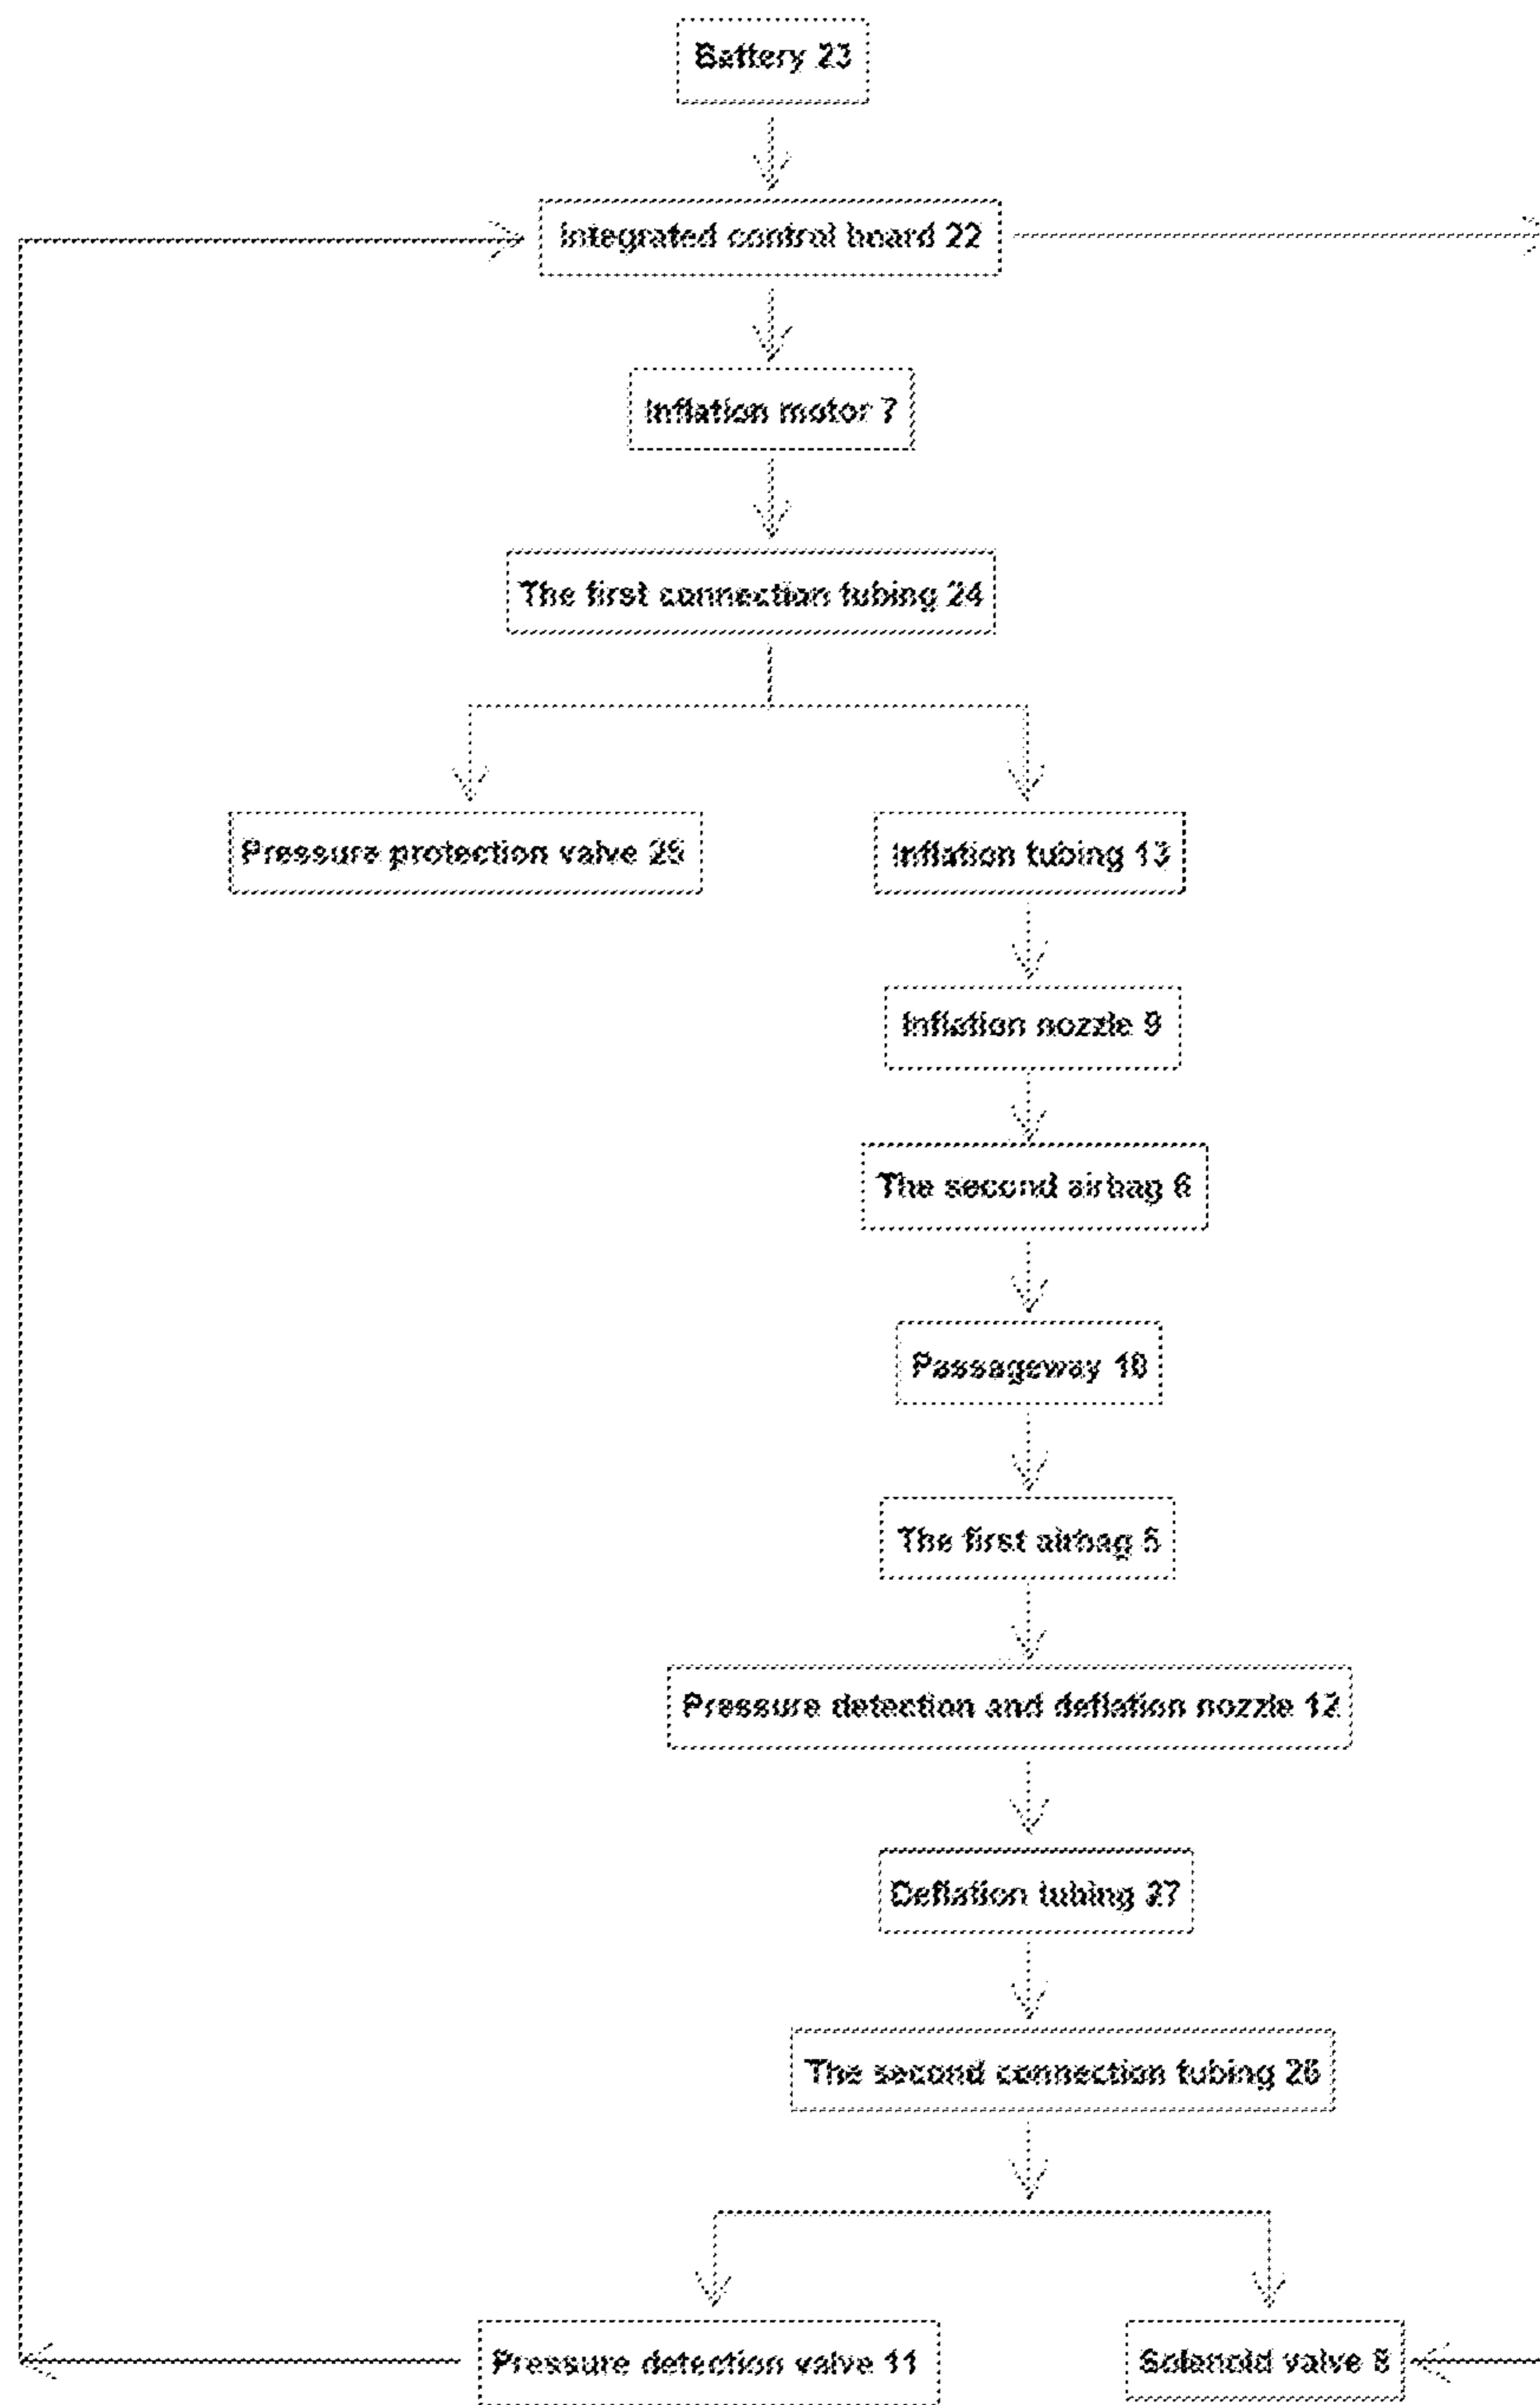 Battery 23
Integrated control board 22
Inflation motor 7
The first connection tubing 24
Pressure protection valve 25
Inflation tubing 13
Inflation nozzle 9
The second airbag 6
Passageway 10
The first airbag 5
Pressure detection and deflation nozzle 12
Deflation tubing 27
The second connection tubing 26
Pressure detection valve 11
Solenoid valve 8